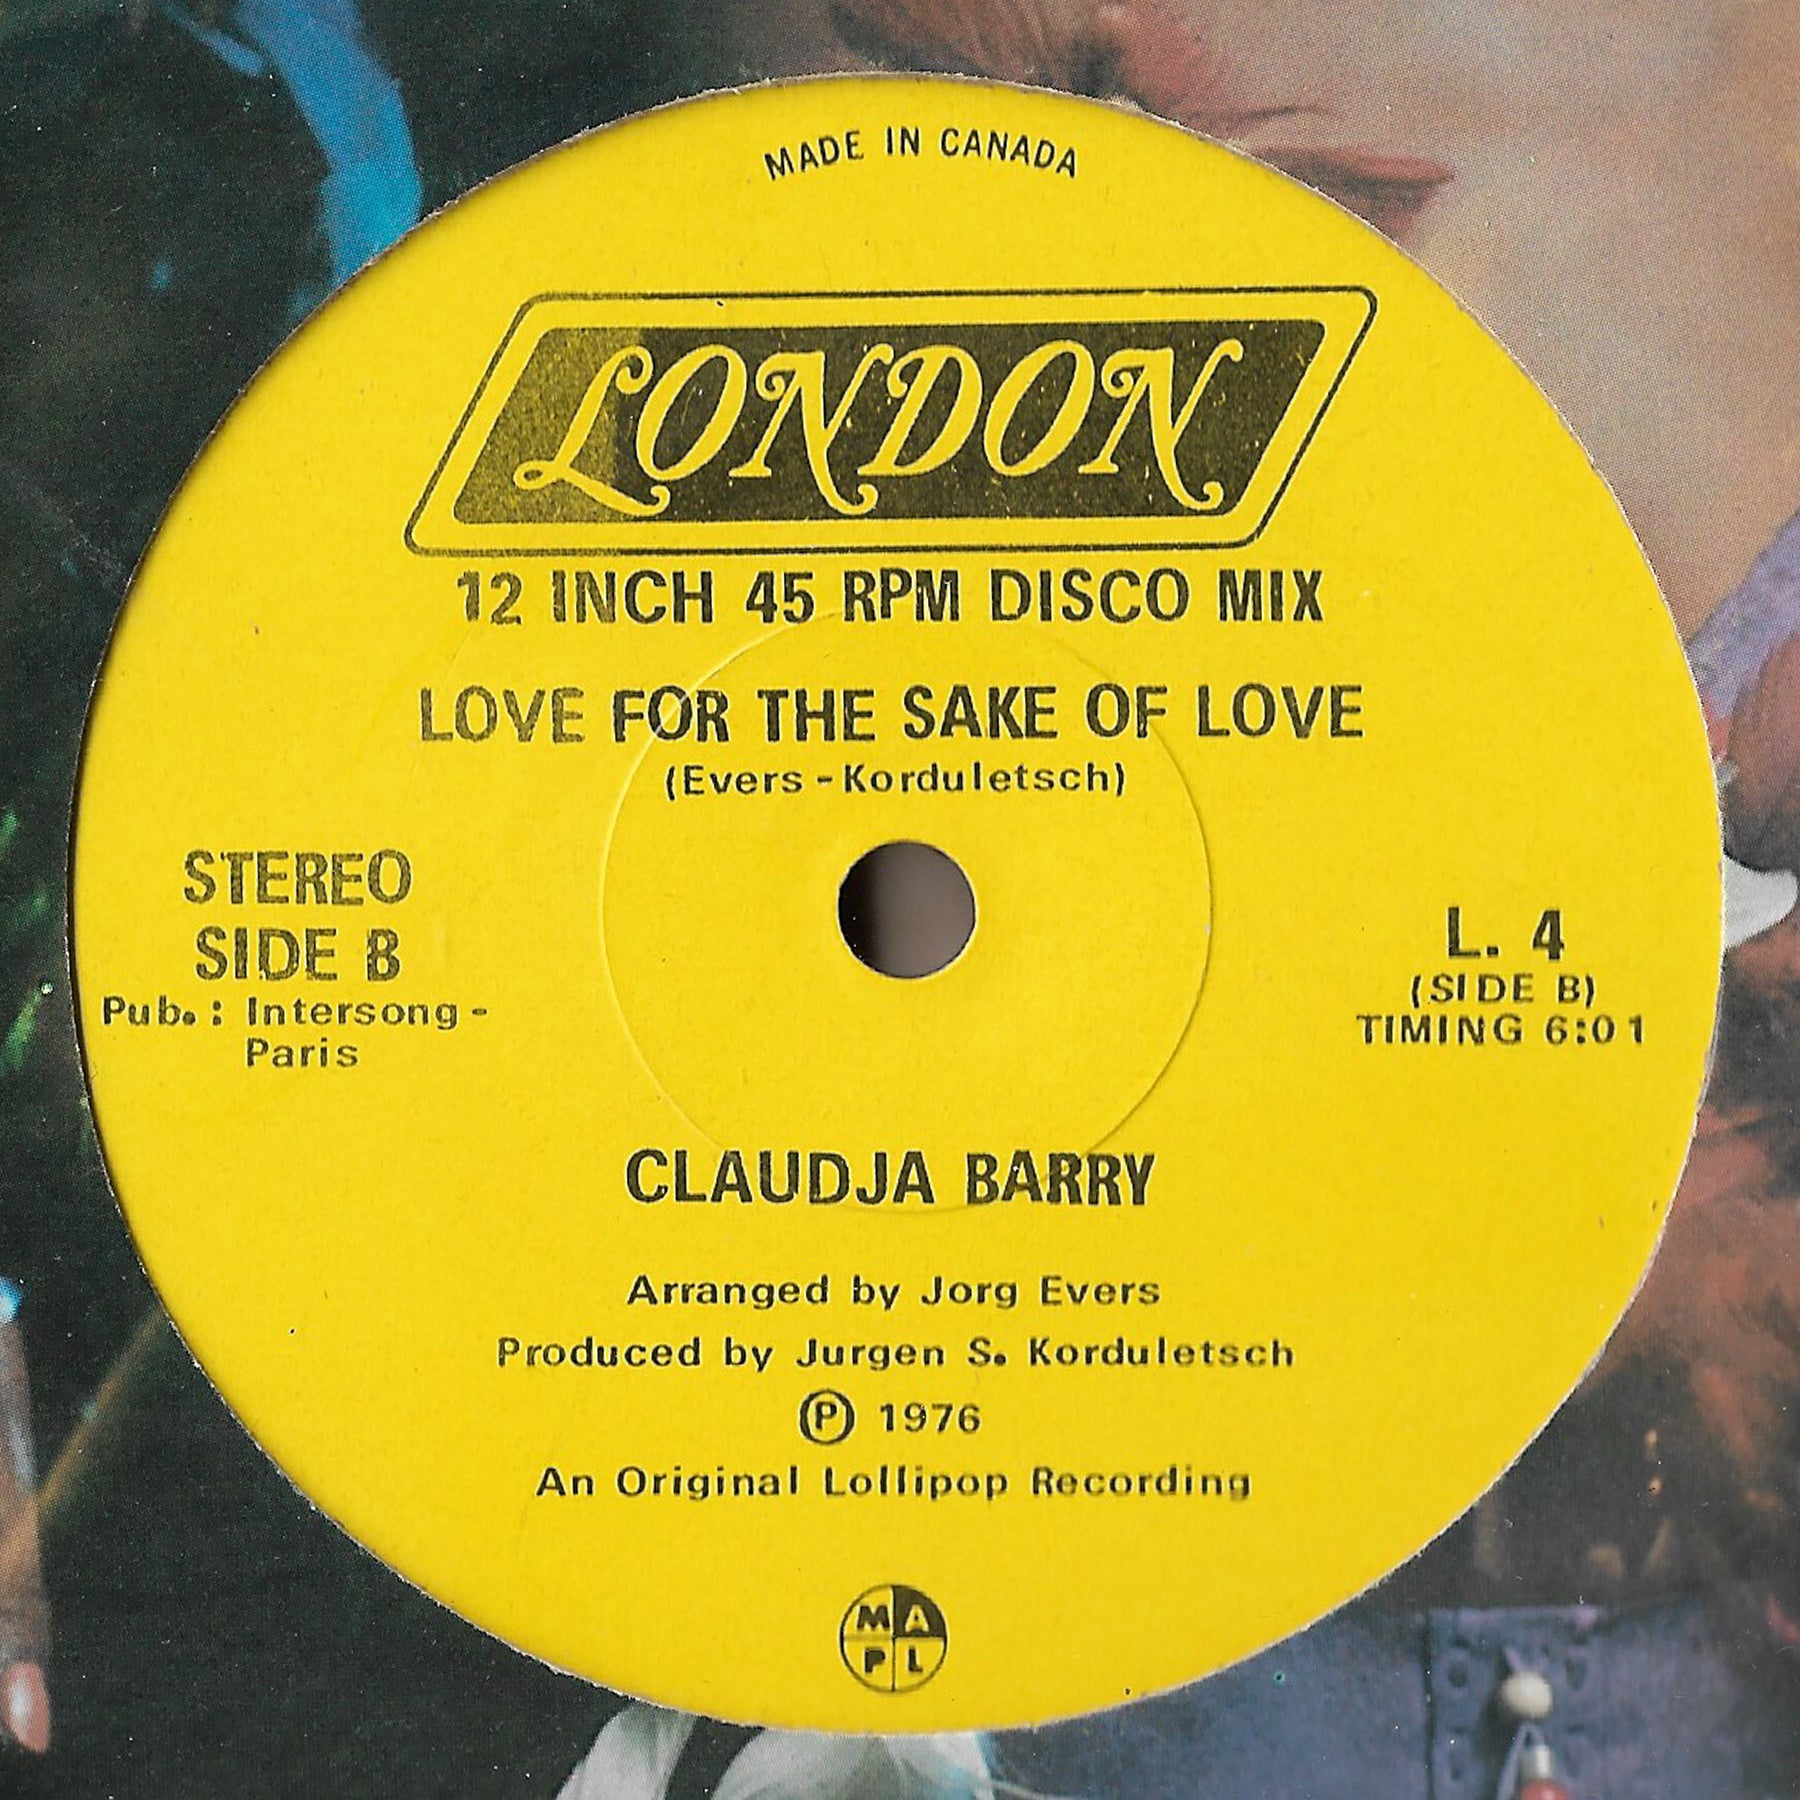 MADE IN CANADA
LONDON
12 INCH 45 RPM DISCO MIX
LOVE FOR THE SAKE OF LOVE
(Evers - Korduletsch)
STEREO
SIDE B
Pub. : Intersong -
Paris
L. 4
(SIDE B)
TIMING 6:01
CLAUDJA BARRY
Arranged by Jorg Evers
Produced by Jurgen S. Korduletsch
Ⓟ 1976
An Original Lollipop Recording
M A
P L